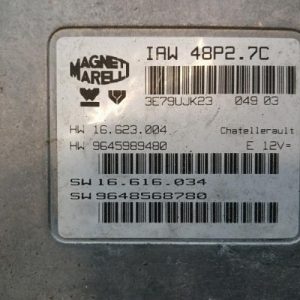 MAGNETI MARELLI
IAW 48P2.7C
3E79UJK23 049 03
HW 16.623.004 Chatellerault
HW 9645989480 E 12V=
SW 16.616.034
SW 9648568780